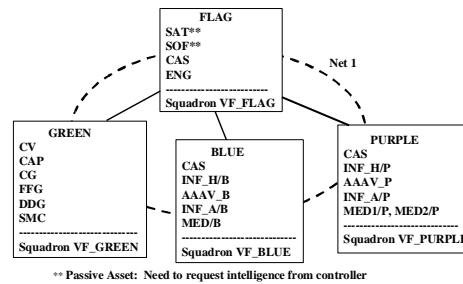 FLAG
SAT**
SOF**
CAS
ENG
--------------------------
Squadron VF_FLAG
Net 1
GREEN
CV
CAP
CG
FFG
DDG
SMC
----------------------------
Squadron VF_GREEN
BLUE
CAS
INF_H/B
AAAV_B
INF_A/B
MED/B
----------------------------
Squadron VF_BLUE
PURPLE
CAS
INF_H/P
AAAV_P
INF_A/P
MED1/P, MED2/P
--------------------------
Squadron VF_PURPLE
** Passive Asset: Need to request intelligence from controller